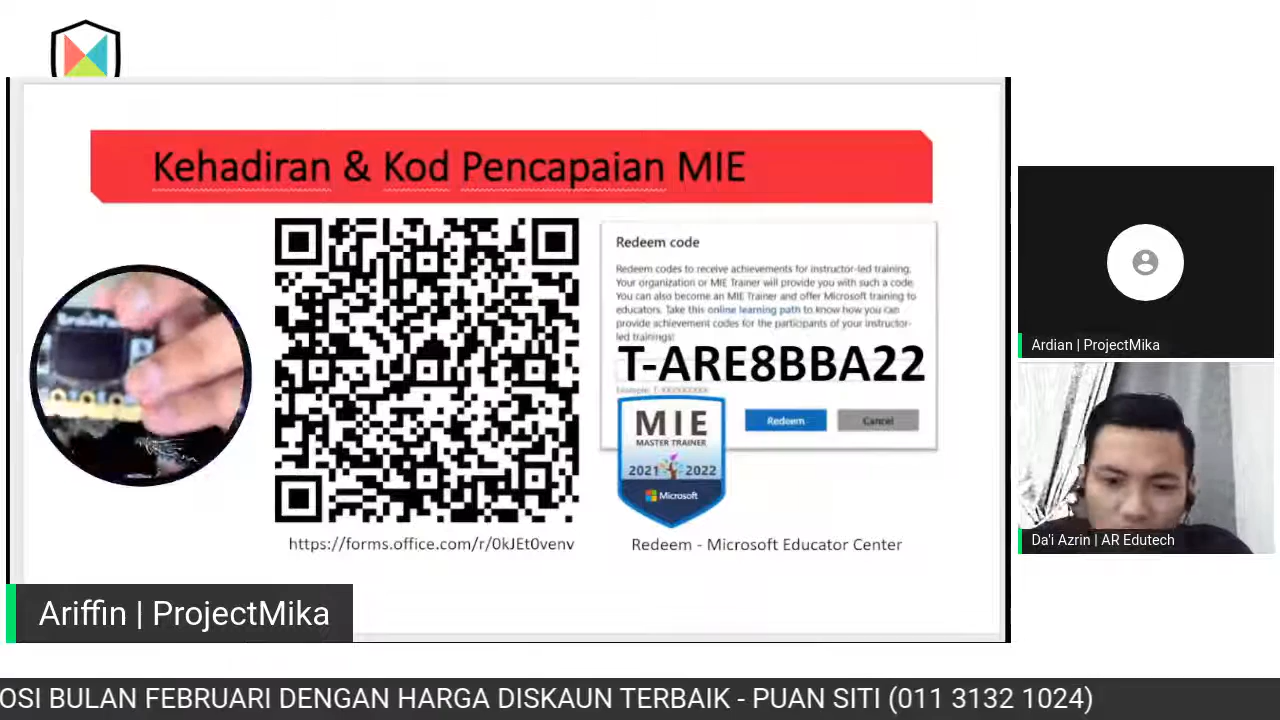 Kehadiran & Kod Pencapaian MIE
Redeem code
Redeem codes to receive achievements for instructor-led training.
Your organization or MIE Trainer will provide you with such a code.
You can also become an MIE Trainer and offer Microsoft training to
educators. Take this online learning path to know how you can
provide achievement codes for the participants of your instructor-
led trainings!
T-ARE8BBA22
Redeem
Cancel
MIE
MASTER TRAINER
2021 2022
Microsoft
https://forms.office.com/r/0kJEt0venv
Redeem - Microsoft Educator Center
Ardian | ProjectMika
Da'i Azrin | AR Edutech
Ariffin | ProjectMika
OSI BULAN FEBRUARI DENGAN HARGA DISKAUN TERBAIK - PUAN SITI (011 3132 1024)